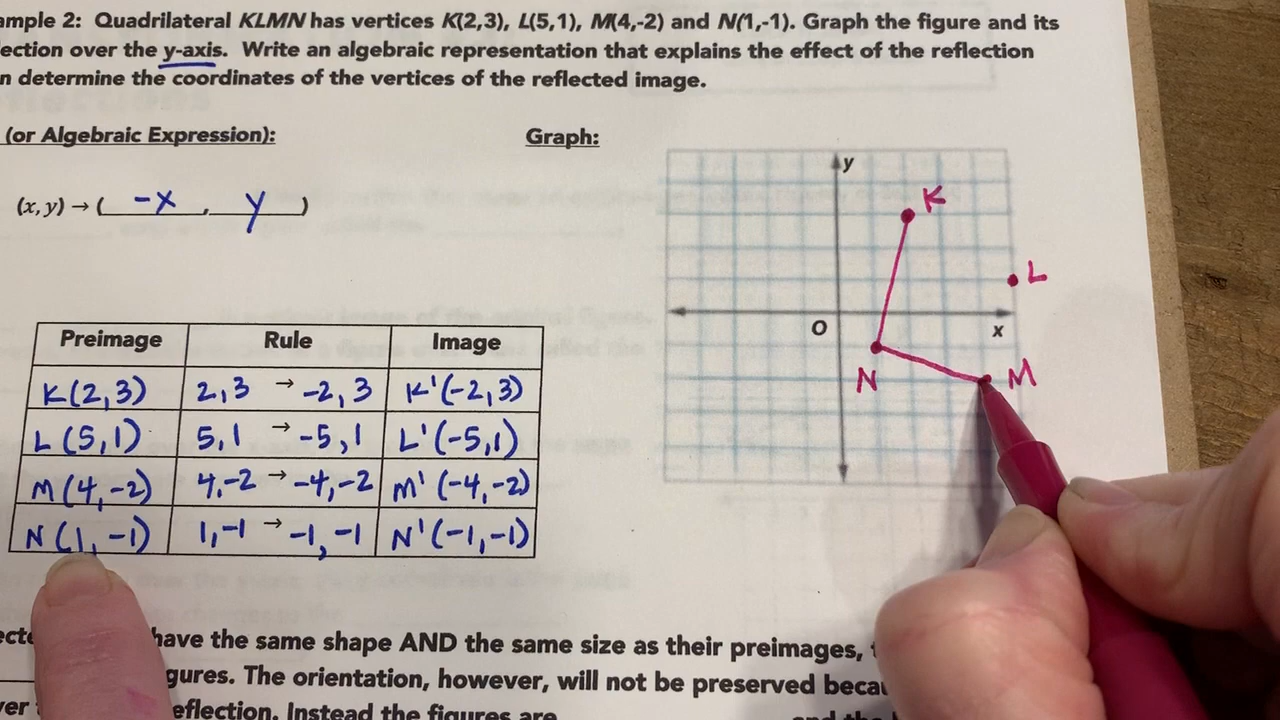 ample 2: Quadrilateral KLMN has vertices K(2,3), L(5,1), M(4,-2) and N(1,-1). Graph the figure and its
ection over the y-axis. Write an algebraic representation that explains the effect of the reflection
n determine the coordinates of the vertices of the reflected image.
(or Algebraic Expression):
Graph:
(x, y) → ( -x , y )
y
K
L
O
x
N
M
Preimage Rule Image
K(2,3) 2,3 → -2,3 K'(-2,3)
L(5,1) 5,1 → -5,1 L'(-5,1)
M(4,-2) 4,-2 → -4,-2 M'(-4,-2)
N(1,-1) 1,-1 → -1,-1 N'(-1,-1)
ecte have the same shape AND the same size as their preimages,
gures. The orientation, however, will not be preserved becau
ver eflection. Instead the figures are and the